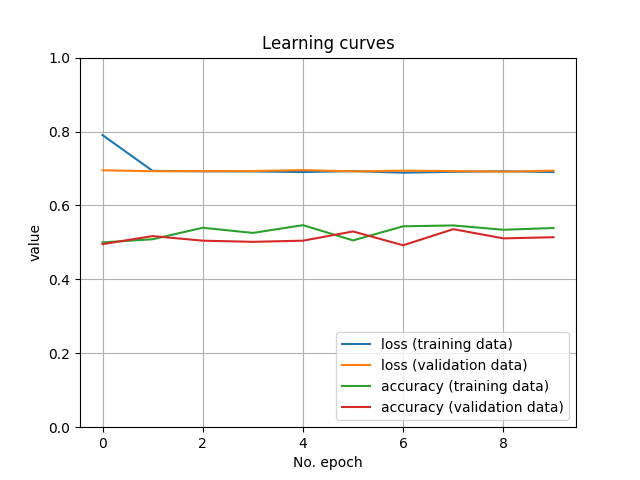 Learning curves
1.0
0.8
0.6
0.4
0.2
0.0
value
0 2 4 6 8
No. epoch
loss (training data)
loss (validation data)
accuracy (training data)
accuracy (validation data)